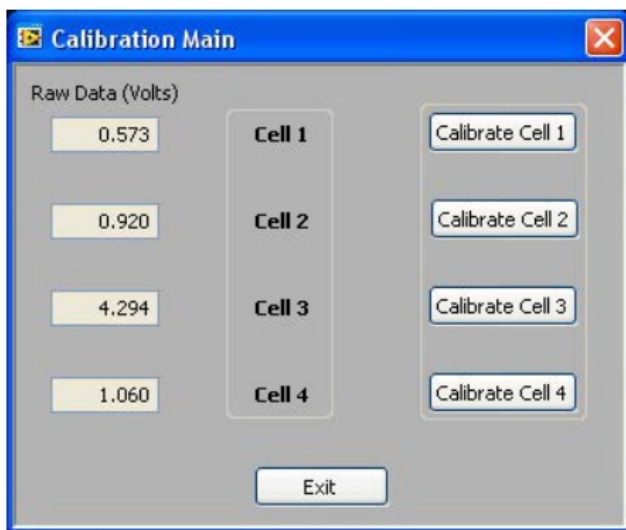 Calibration Main
Raw Data (Volts)
0.573 Cell 1 Calibrate Cell 1
0.920 Cell 2 Calibrate Cell 2
4.294 Cell 3 Calibrate Cell 3
1.060 Cell 4 Calibrate Cell 4
Exit